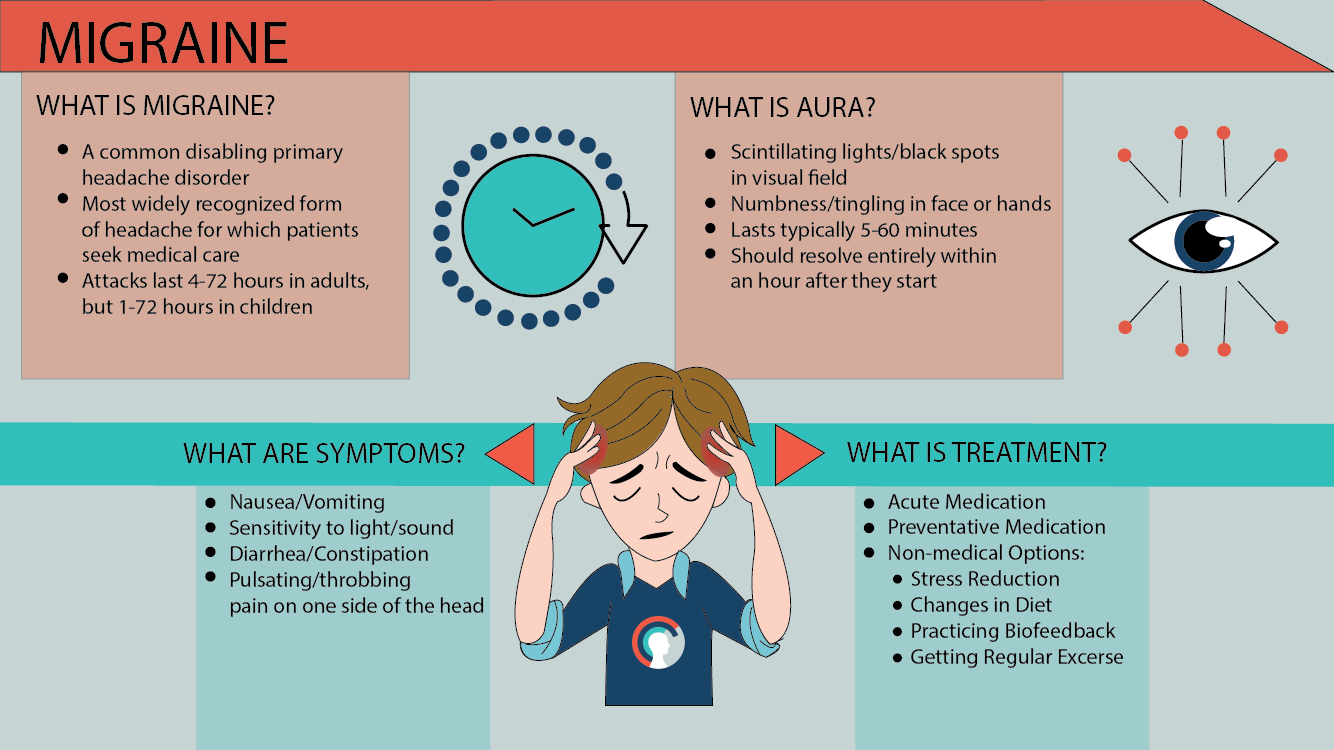 MIGRAINE
WHAT IS MIGRAINE?
• A common disabling primary
headache disorder
• Most widely recognized form
of headache for which patients
seek medical care
• Attacks last 4-72 hours in adults,
but 1-72 hours in children
WHAT IS AURA?
• Scintillating lights/black spots
in visual field
• Numbness/tingling in face or hands
• Lasts typically 5-60 minutes
• Should resolve entirely within
an hour after they start
WHAT ARE SYMPTOMS?
• Nausea/Vomiting
• Sensitivity to light/sound
• Diarrhea/Constipation
• Pulsating/throbbing
pain on one side of the head
WHAT IS TREATMENT?
• Acute Medication
• Preventative Medication
• Non-medical Options:
• Stress Reduction
• Changes in Diet
• Practicing Biofeedback
• Getting Regular Excerse